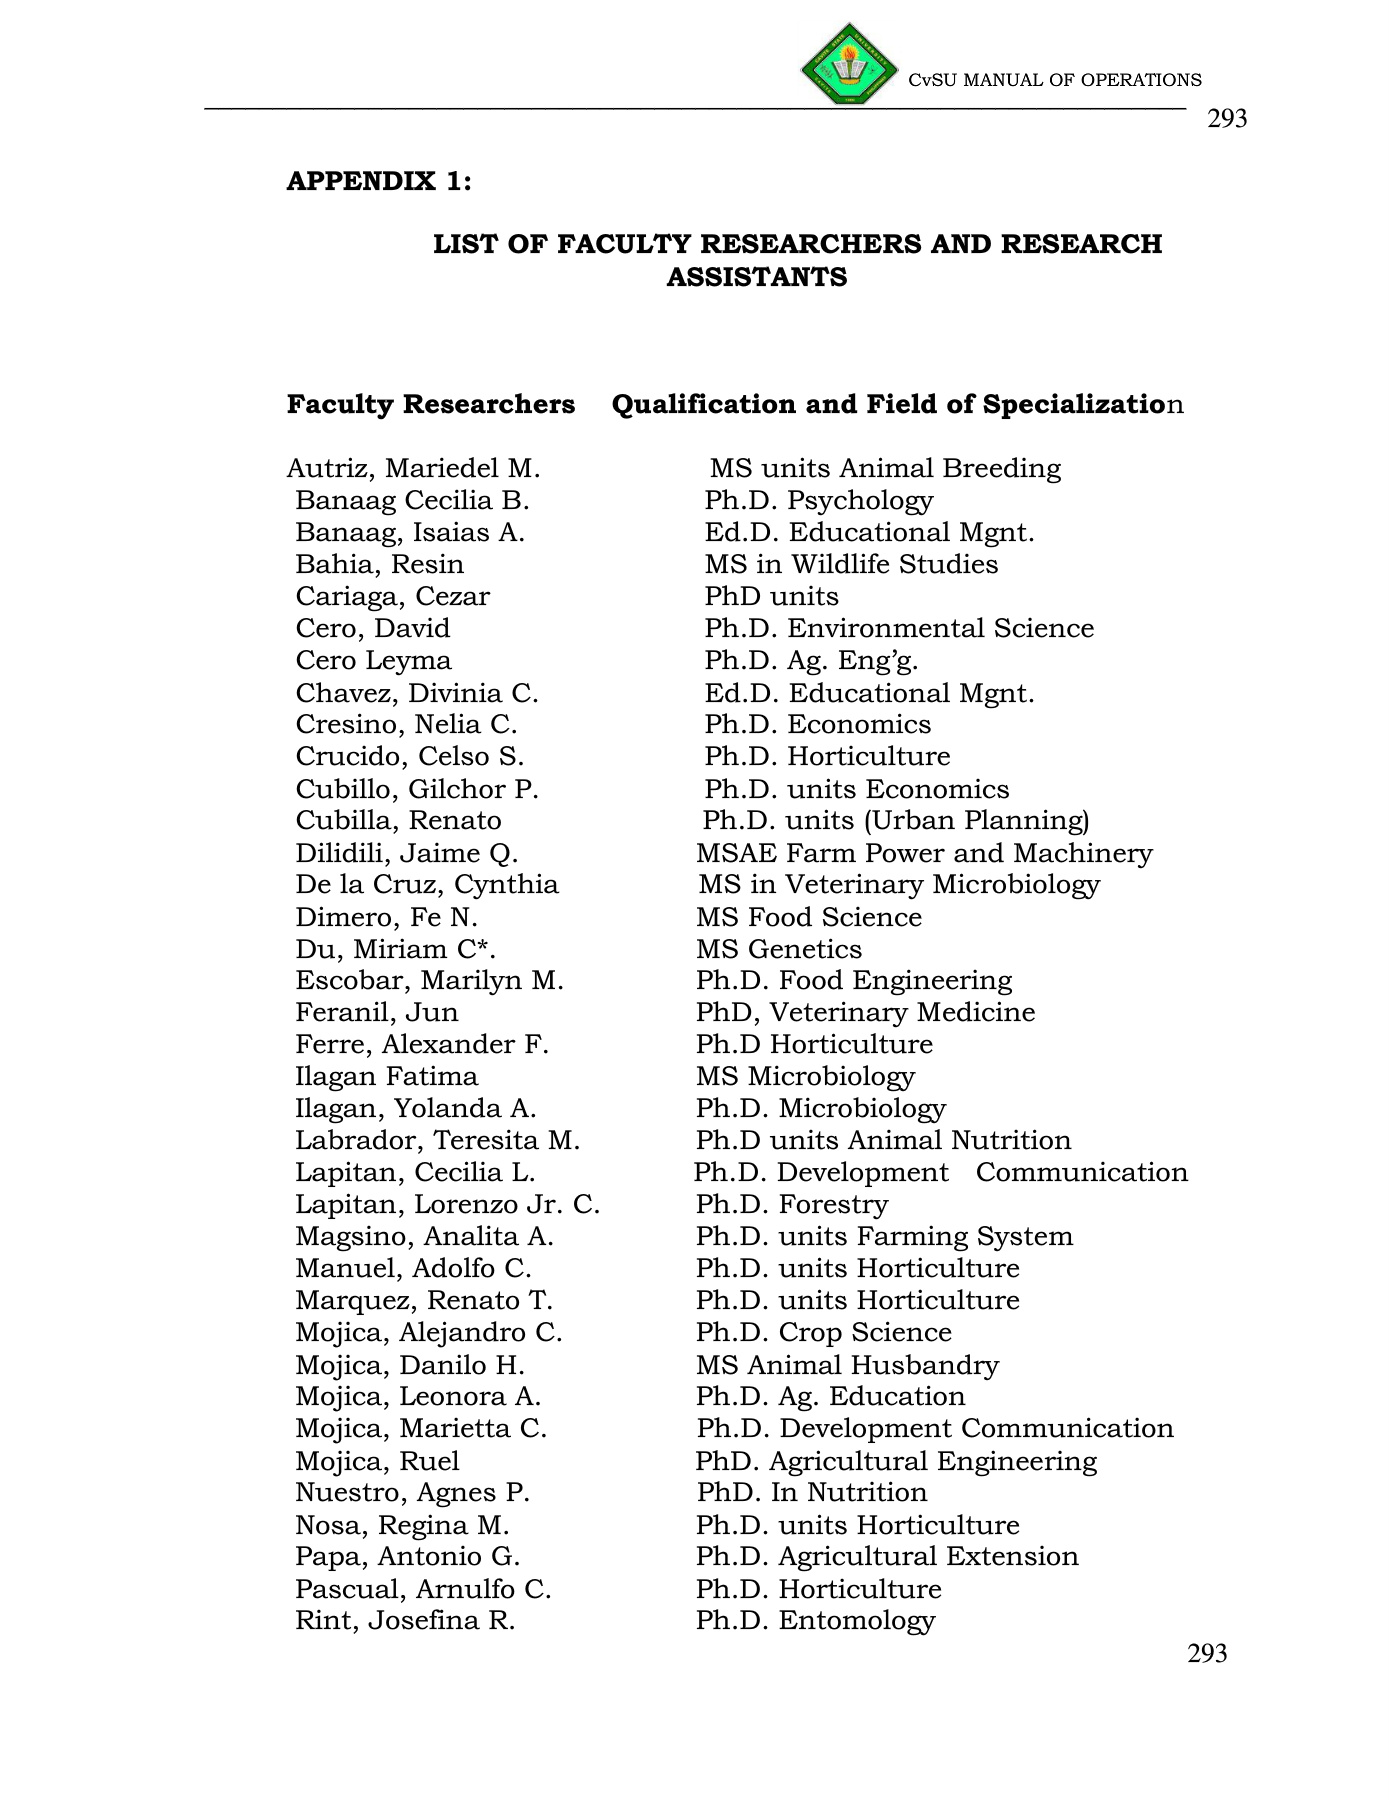 CvSU MANUAL OF OPERATIONS
293
APPENDIX 1:
LIST OF FACULTY RESEARCHERS AND RESEARCH
ASSISTANTS
Faculty Researchers Qualification and Field of Specialization
Autriz, Mariedel M. MS units Animal Breeding
Banaag Cecilia B. Ph.D. Psychology
Banaag, Isaias A. Ed.D. Educational Mgnt.
Bahia, Resin MS in Wildlife Studies
Cariaga, Cezar PhD units
Cero, David Ph.D. Environmental Science
Cero Leyma Ph.D. Ag. Eng’g.
Chavez, Divinia C. Ed.D. Educational Mgnt.
Cresino, Nelia C. Ph.D. Economics
Crucido, Celso S. Ph.D. Horticulture
Cubillo, Gilchor P. Ph.D. units Economics
Cubilla, Renato Ph.D. units (Urban Planning)
Dilidili, Jaime Q. MSAE Farm Power and Machinery
De la Cruz, Cynthia MS in Veterinary Microbiology
Dimero, Fe N. MS Food Science
Du, Miriam C*. MS Genetics
Escobar, Marilyn M. Ph.D. Food Engineering
Feranil, Jun PhD, Veterinary Medicine
Ferre, Alexander F. Ph.D Horticulture
Ilagan Fatima MS Microbiology
Ilagan, Yolanda A. Ph.D. Microbiology
Labrador, Teresita M. Ph.D units Animal Nutrition
Lapitan, Cecilia L. Ph.D. Development Communication
Lapitan, Lorenzo Jr. C. Ph.D. Forestry
Magsino, Analita A. Ph.D. units Farming System
Manuel, Adolfo C. Ph.D. units Horticulture
Marquez, Renato T. Ph.D. units Horticulture
Mojica, Alejandro C. Ph.D. Crop Science
Mojica, Danilo H. MS Animal Husbandry
Mojica, Leonora A. Ph.D. Ag. Education
Mojica, Marietta C. Ph.D. Development Communication
Mojica, Ruel PhD. Agricultural Engineering
Nuestro, Agnes P. PhD. In Nutrition
Nosa, Regina M. Ph.D. units Horticulture
Papa, Antonio G. Ph.D. Agricultural Extension
Pascual, Arnulfo C. Ph.D. Horticulture
Rint, Josefina R. Ph.D. Entomology
293